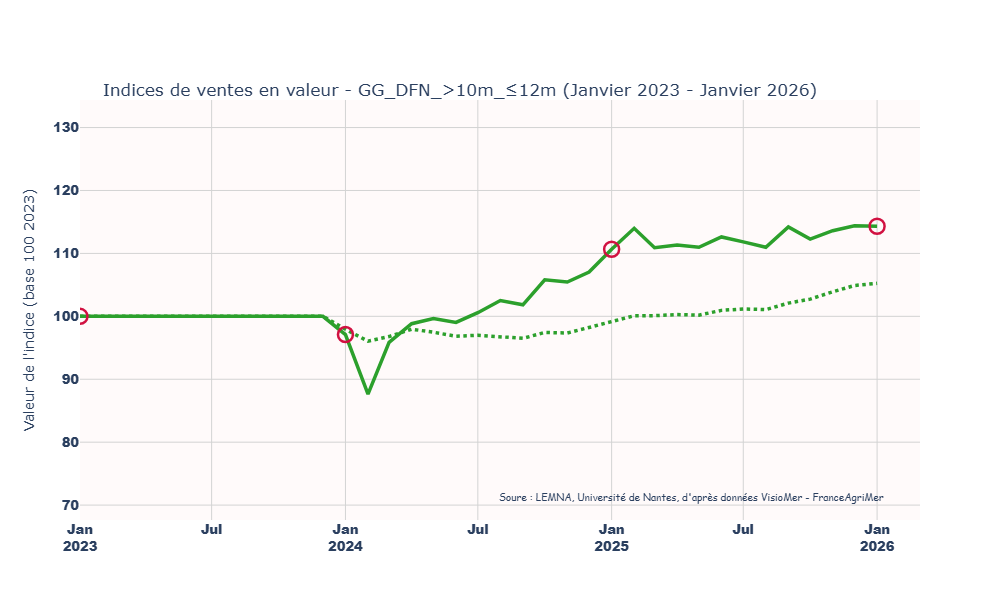 Indices de ventes en valeur - GG_DFN_>10m_≤12m (Janvier 2023 - Janvier 2026)
Valeur de l'indice (base 100 2023)
130
120
110
100
90
80
70
Soure : LEMNA, Université de Nantes, d'après données VisioMer - FranceAgriMer
Jan Jul Jan Jul Jan Jul Jan
2023 2024 2025 2026